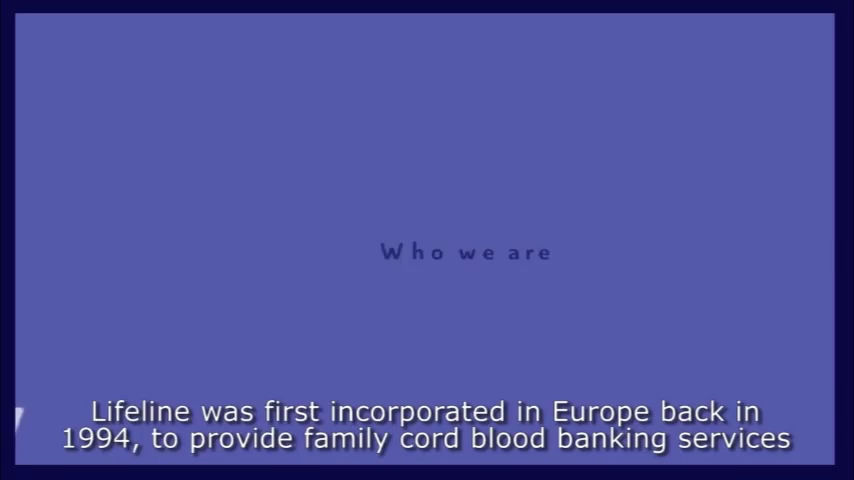 Who we are
Lifeline was first incorporated in Europe back in
1994, to provide family cord blood banking services